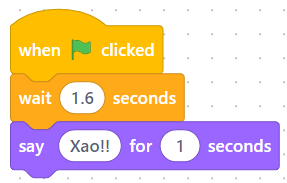 when clicked
wait 1.6 seconds
say Xao!! for 1 seconds